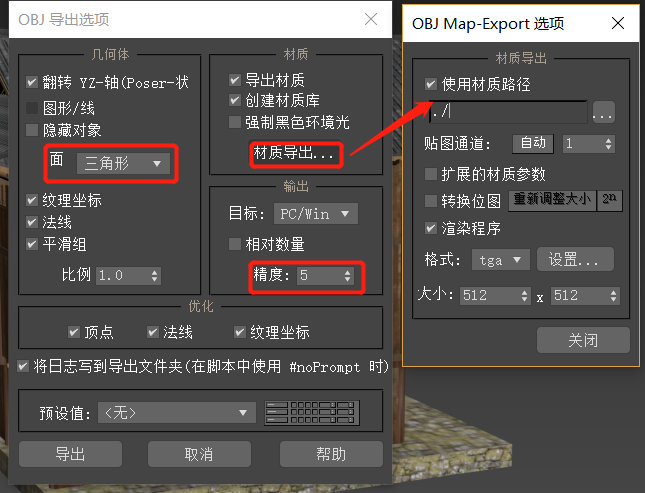 OBJ 导出选项
几何体
翻转 YZ-轴(Poser-状
图形/线
隐藏对象
面 三角形
纹理坐标
法线
平滑组
比例 1.0
材质
导出材质
创建材质库
强制黑色环境光
材质导出...
输出
目标: PC/Win
相对数量
精度: 5
优化
顶点 法线 纹理坐标
将日志写到导出文件夹(在脚本中使用 #noPrompt 时)
预设值: <无>
导出 取消 帮助
OBJ Map-Export 选项
材质导出
使用材质路径
./
...
贴图通道: 自动 1
扩展的材质参数
转换位图 重新调整大小 2ⁿ
渲染程序
格式: tga 设置...
大小: 512 x 512
关闭